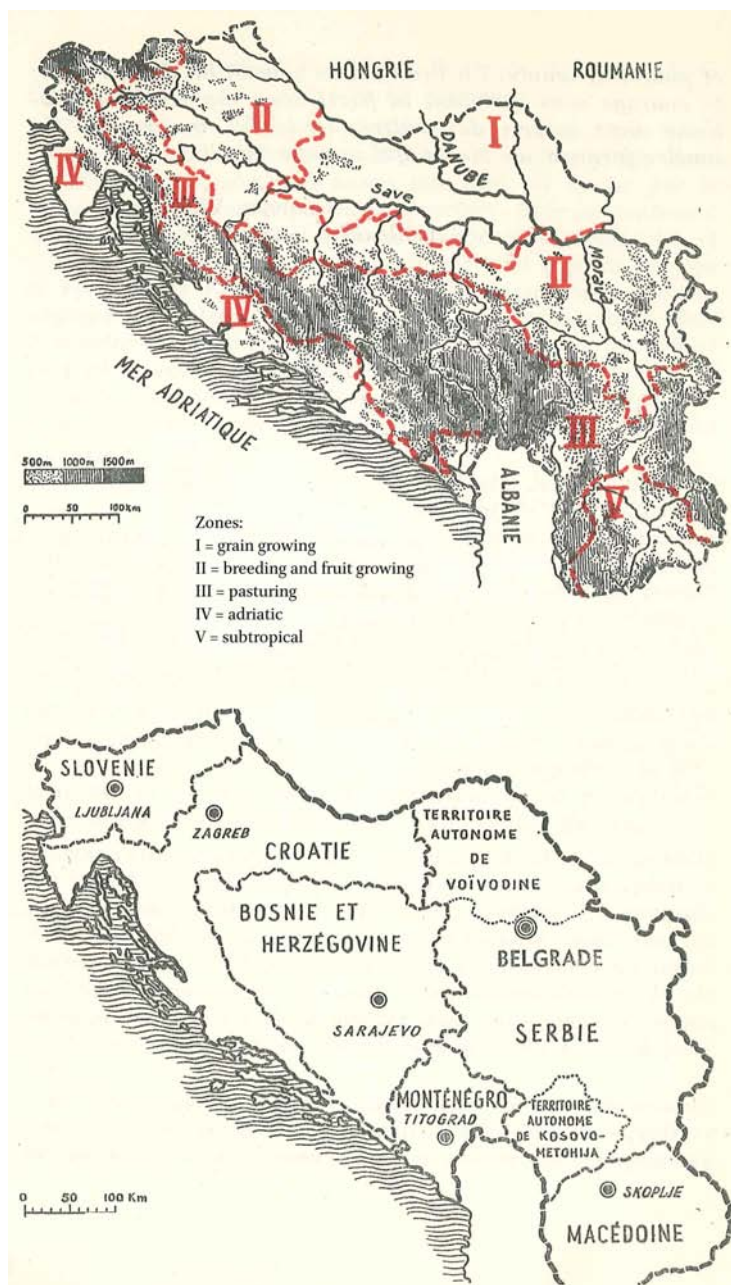 HONGRIE
ROUMANIE
II
I
DANUBE
IV
III
Save
II
Morava
IV
MER ADRIATIQUE
III
ALBANIE
V
500m 1000m 1500m
0 50 100Km
Zones:
I = grain growing
II = breeding and fruit growing
III = pasturing
IV = adriatic
V = subtropical
SLOVENIE
LJUBLJANA
ZAGREB
CROATIE
TERRITOIRE
AUTONOME
DE
VOÏVODINE
BOSNIE ET
HERZÉGOVINE
BELGRADE
SARAJEVO
SERBIE
MONTÉNÉGRO
TITOGRAD
TERRITOIRE
AUTONOME
DE KOSOVO-
METOHIJA
SKOPLJE
MACÉDOINE
0 50 100 Km